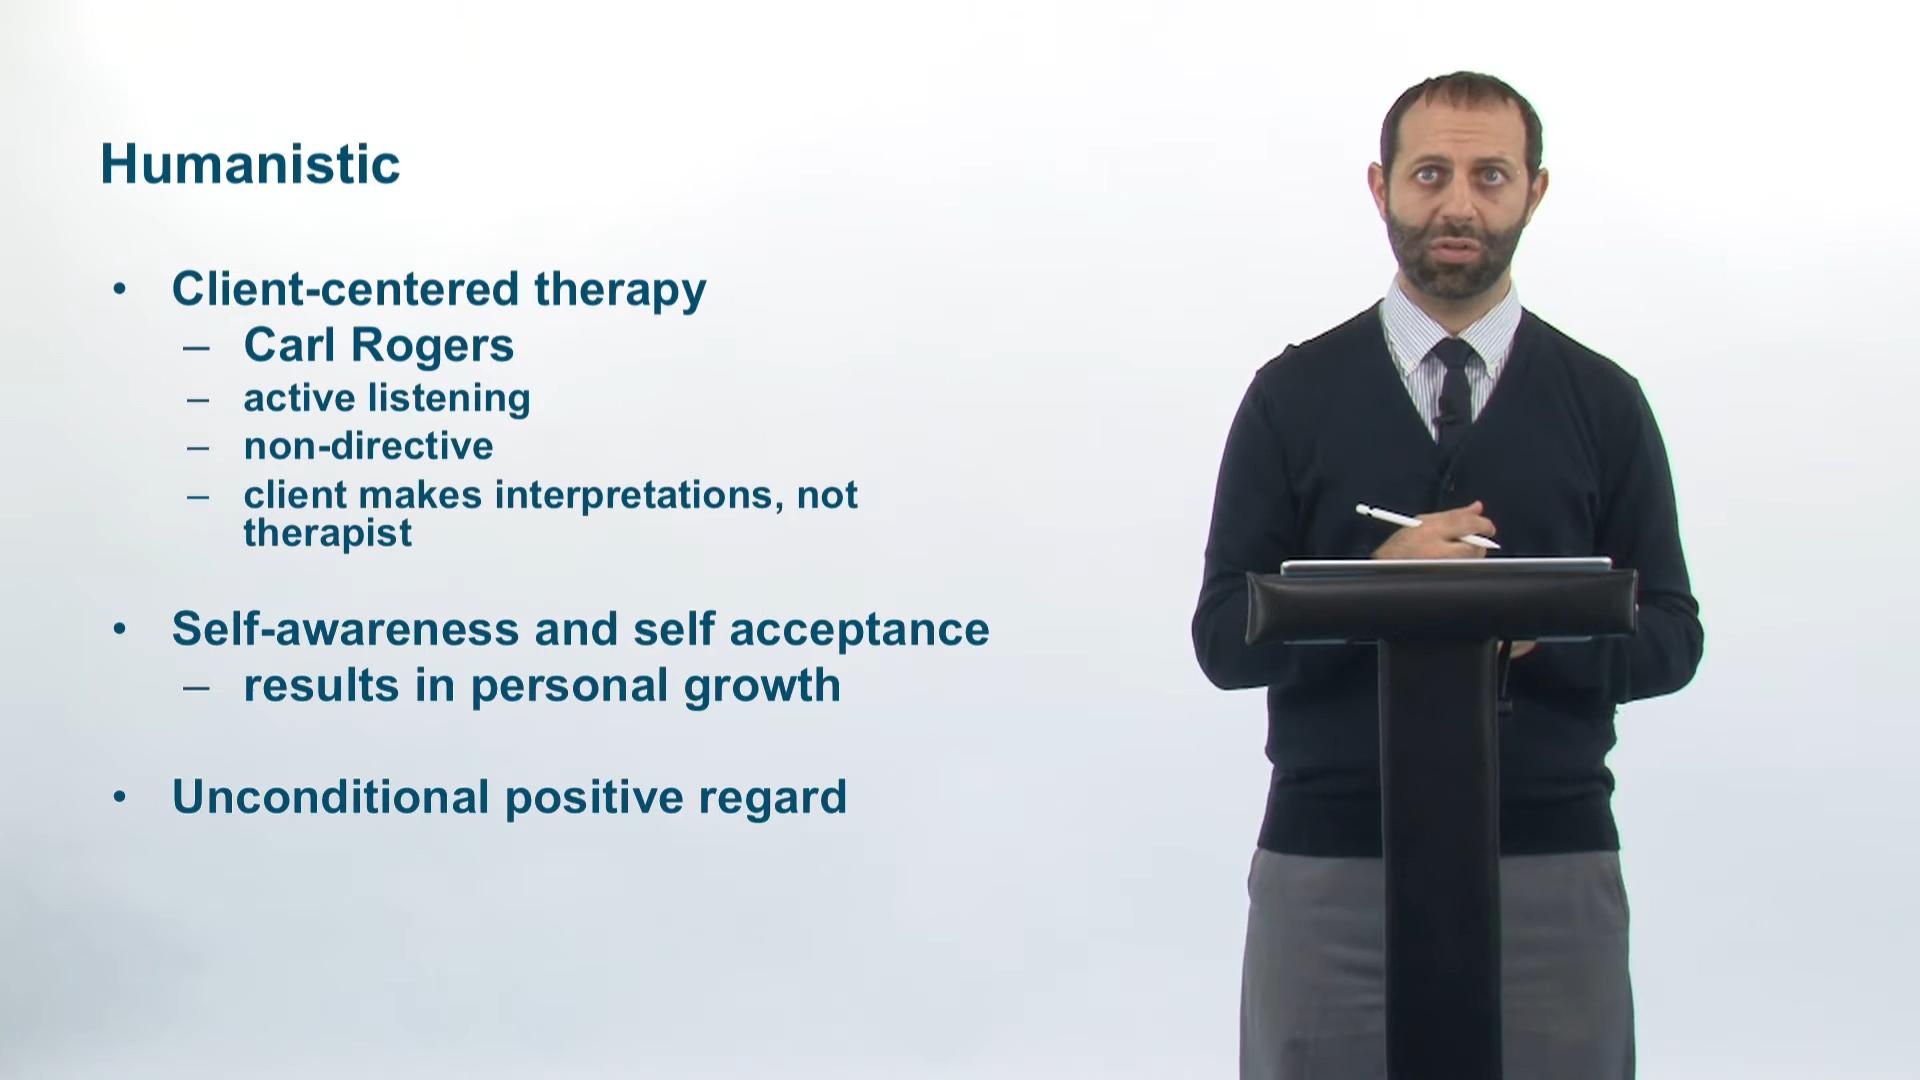 Humanistic
• Client-centered therapy
– Carl Rogers
– active listening
– non-directive
– client makes interpretations, not
therapist
• Self-awareness and self acceptance
– results in personal growth
• Unconditional positive regard